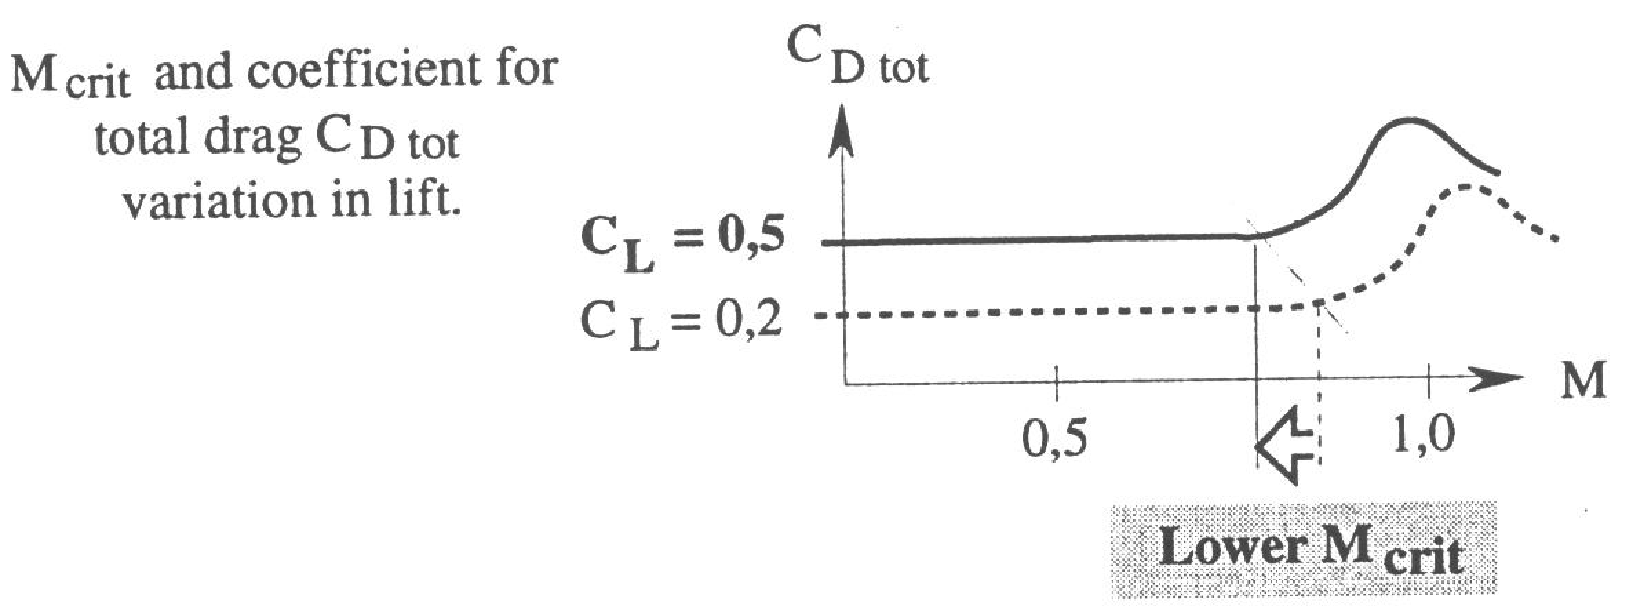 M crit and coefficient for
total drag C D tot
variation in lift.
C D tot
C L = 0,5
C L = 0,2
M
0,5
1,0
Lower M crit